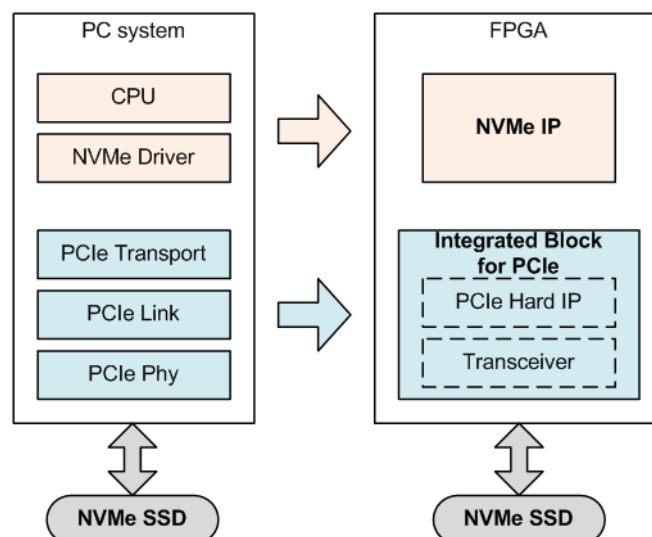 PC system
CPU
NVMe Driver
PCIe Transport
PCIe Link
PCIe Phy
NVMe SSD
FPGA
NVMe IP
Integrated Block
for PCIe
PCIe Hard IP
Transceiver
NVMe SSD